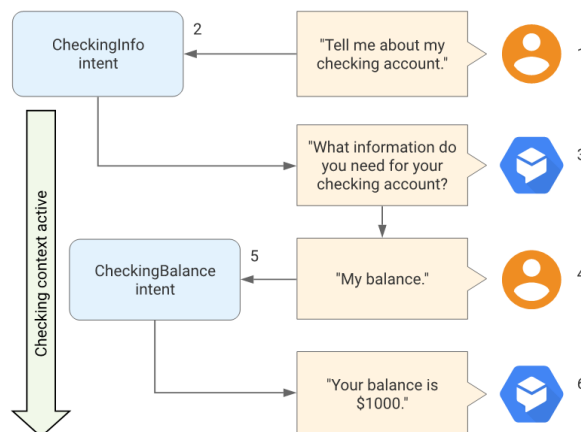 CheckingInfo
intent
2
"Tell me about my
checking account."
1
"What information do
you need for your
checking account?
3
Checking context active
CheckingBalance
intent
5
"My balance."
4
"Your balance is
$1000."
6